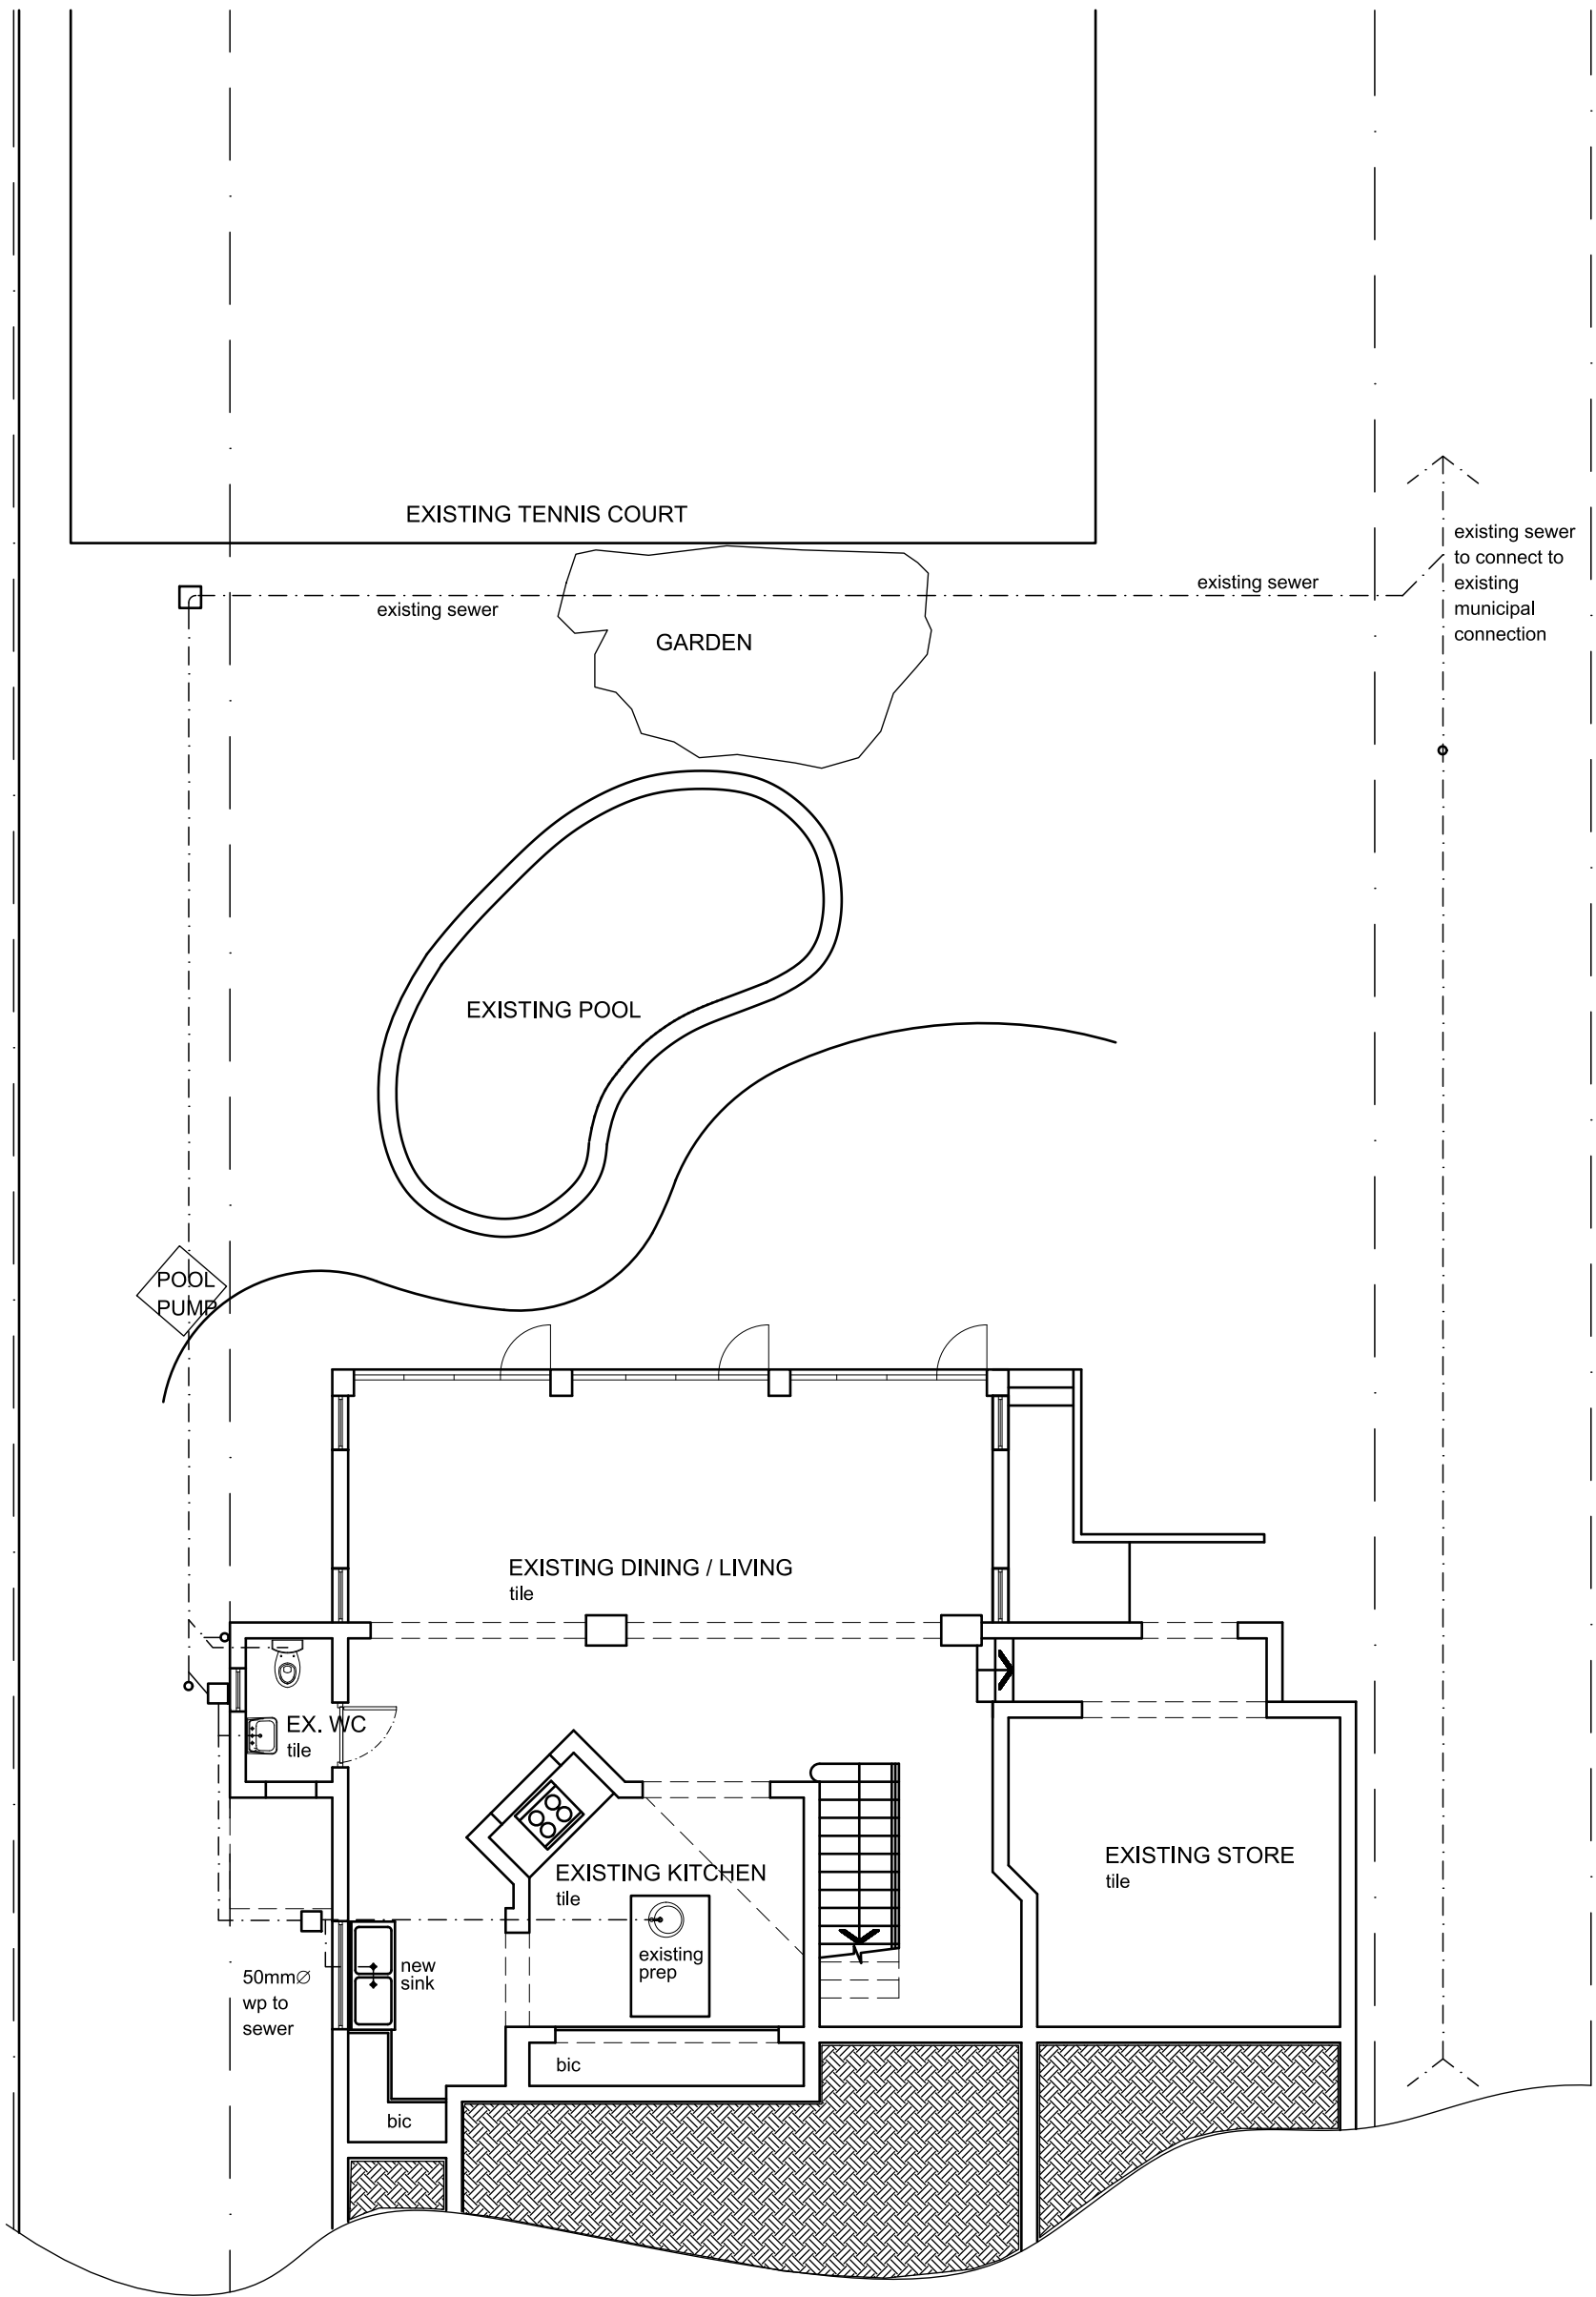 EXISTING TENNIS COURT
existing sewer
to connect to
existing
municipal
connection
existing sewer
existing sewer
GARDEN
EXISTING POOL
POOL
PUMP
EXISTING DINING / LIVING
tile
EX. WC
tile
EXISTING KITCHEN
tile
EXISTING STORE
tile
existing
prep
new
sink
50mm∅
wp to
sewer
bic
bic